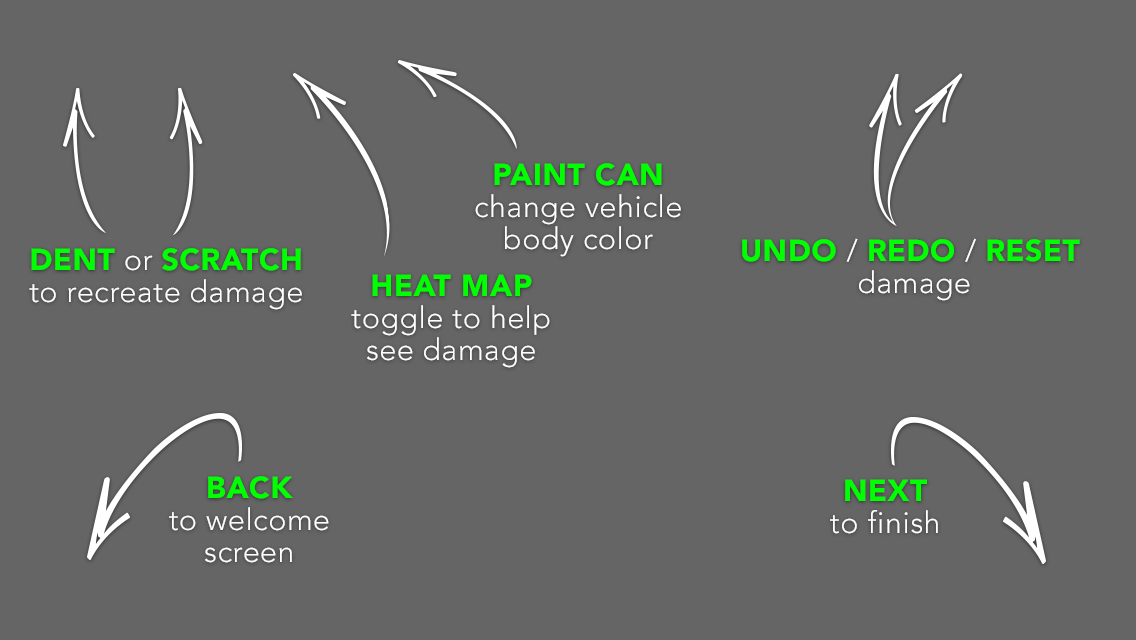 PAINT CAN
change vehicle
body color
DENT or SCRATCH
to recreate damage
HEAT MAP
toggle to help
see damage
UNDO / REDO / RESET
damage
BACK
to welcome
screen
NEXT
to finish